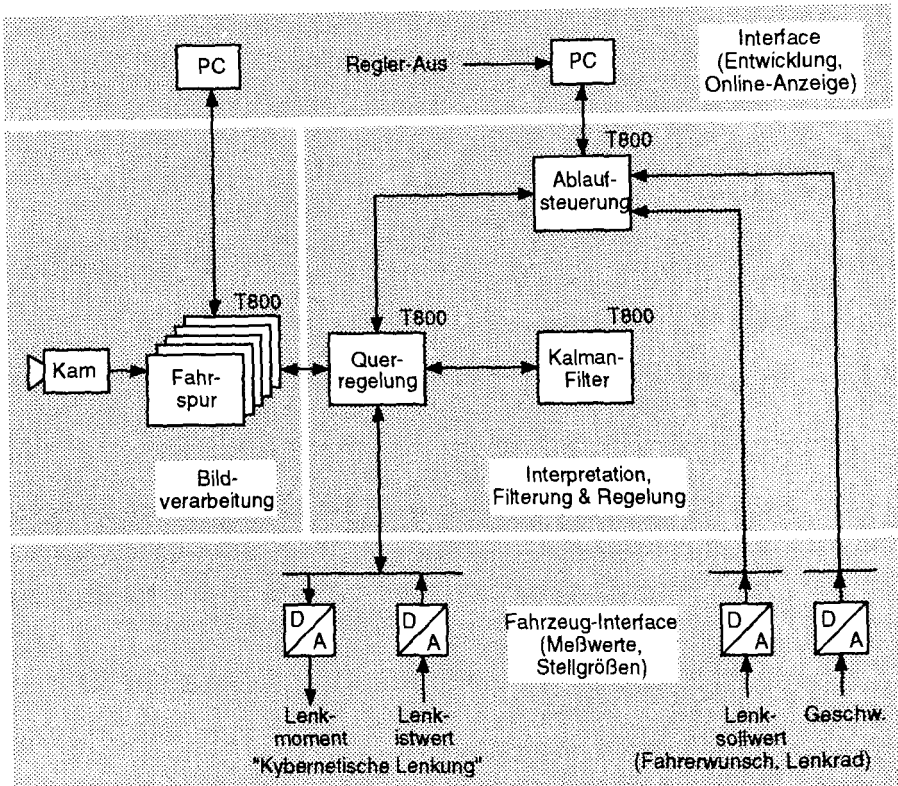 PC
Regler-Aus
PC
Interface
(Entwicklung,
Online-Anzeige)
T800
Ablauf-
steuerung
T800
Fahr-
spur
Kam
T800
Quer-
regelung
T800
Kalman-
Filter
Bild-
verarbeitung
Interpretation,
Filterung & Regelung
D
A
D
A
Fahrzeug-Interface
(Meßwerte,
Stellgrößen)
D
A
D
A
Lenk-
moment
Lenk-
istwert
"Kybernetische Lenkung"
Lenk-
sollwert
Geschw.
(Fahrerwunsch, Lenkrad)